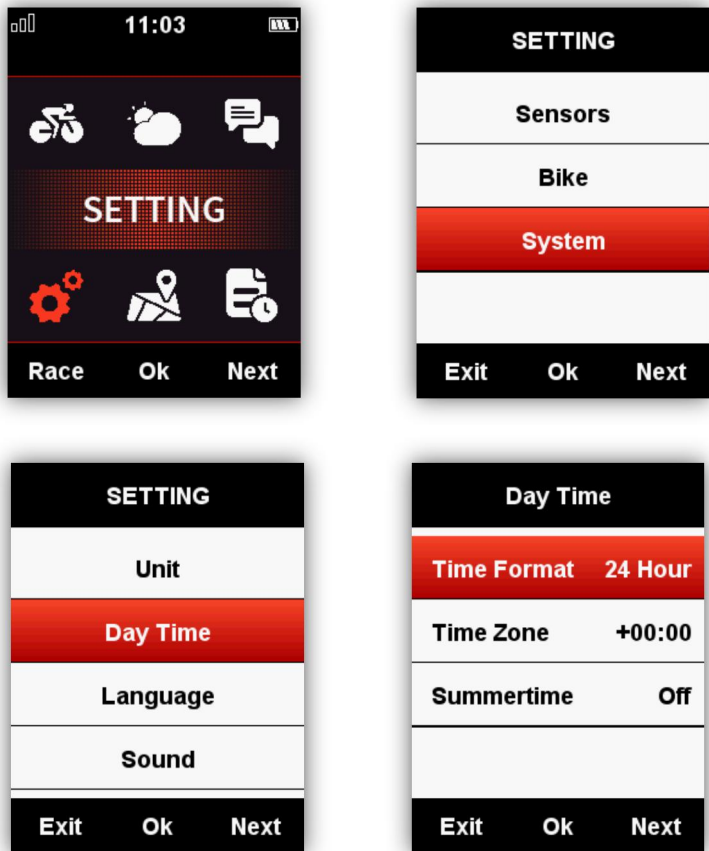 11:03
SETTING
Race Ok Next
SETTING
Sensors
Bike
System
Exit Ok Next
SETTING
Unit
Day Time
Language
Sound
Exit Ok Next
Day Time
Time Format 24 Hour
Time Zone +00:00
Summertime Off
Exit Ok Next